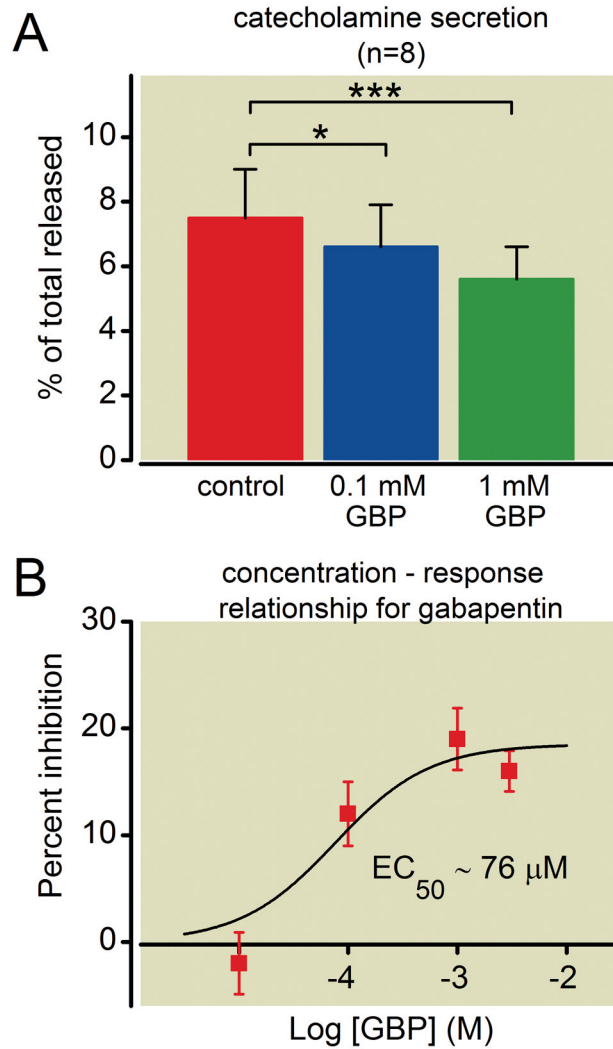 A
catecholamine secretion
(n=8)
% of total released
10
8
6
4
2
0
***
*
control
0.1 mM
GBP
1 mM
GBP
B
concentration - response
relationship for gabapentin
Percent inhibition
30
20
10
0
EC50 ~ 76 μM
-4
-3
-2
Log [GBP] (M)